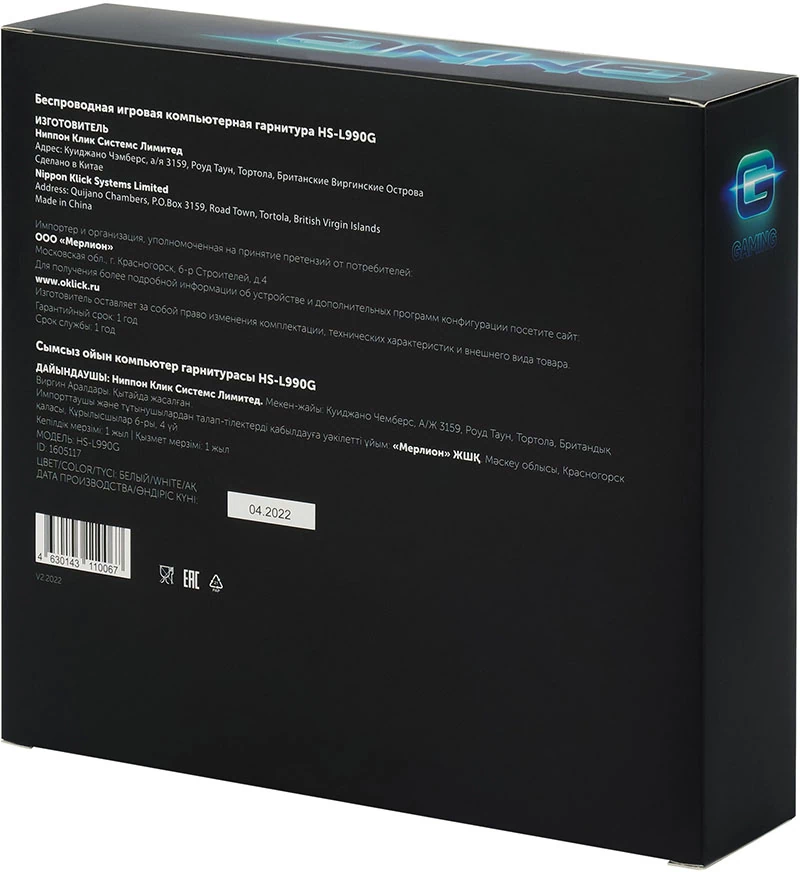 GMNG
Беспроводная игровая компьютерная гарнитура HS-L990G
ИЗГОТОВИТЕЛЬ
Ниппон Клик Системс Лимитед
Адрес: Куиджано Чэмберс, а/я 3159, Роуд Таун, Тортола, Британские Виргинские Острова
Сделано в Китае
Nippon Klick Systems Limited
Address: Quijano Chambers, P.O.Box 3159, Road Town, Tortola, British Virgin Islands
Made in China
Импортер и организация, уполномоченная на принятие претензий от потребителей:
ООО «Мерлион»
Московская обл., г. Красногорск, б-р Строителей, д.4
Для получения более подробной информации об устройстве и дополнительных программ конфигурации посетите сайт:
www.oklick.ru
Изготовитель оставляет за собой право изменения комплектации, технических характеристик и внешнего вида товара.
Гарантийный срок: 1 год
Срок службы: 1 год
Сымсыз ойын компьютер гарнитурасы HS-L990G
ДАЙЫНДАУШЫ: Ниппон Клик Системс Лимитед. Мекен-жайы: Куиджано Чемберс, А/Ж 3159, Роуд Таун, Тортола, Британдық
Виргин Аралдары. Қытайда жасалған
Импорттаушы және тұтынушылардан талап-тілектерді қабылдауға уәкілетті ұйым: «Мерлион» ЖШҚ, Мәскеу облысы, Красногорск
қаласы, Құрылысшылар б-ры, 4 үй
Кепілдік мерзімі: 1 жыл | Қызмет мерзімі: 1 жыл
МОДЕЛЬ: HS-L990G
ID: 1605117
ЦВЕТ/COLOR/ТҮСІ: БЕЛЫЙ/WHITE/АҚ
ДАТА ПРОИЗВОДСТВА/ӨНДІРІС КҮНІ:
04.2022
4 630143 110067
EAC
PAP
V2.2022
G
GAMING